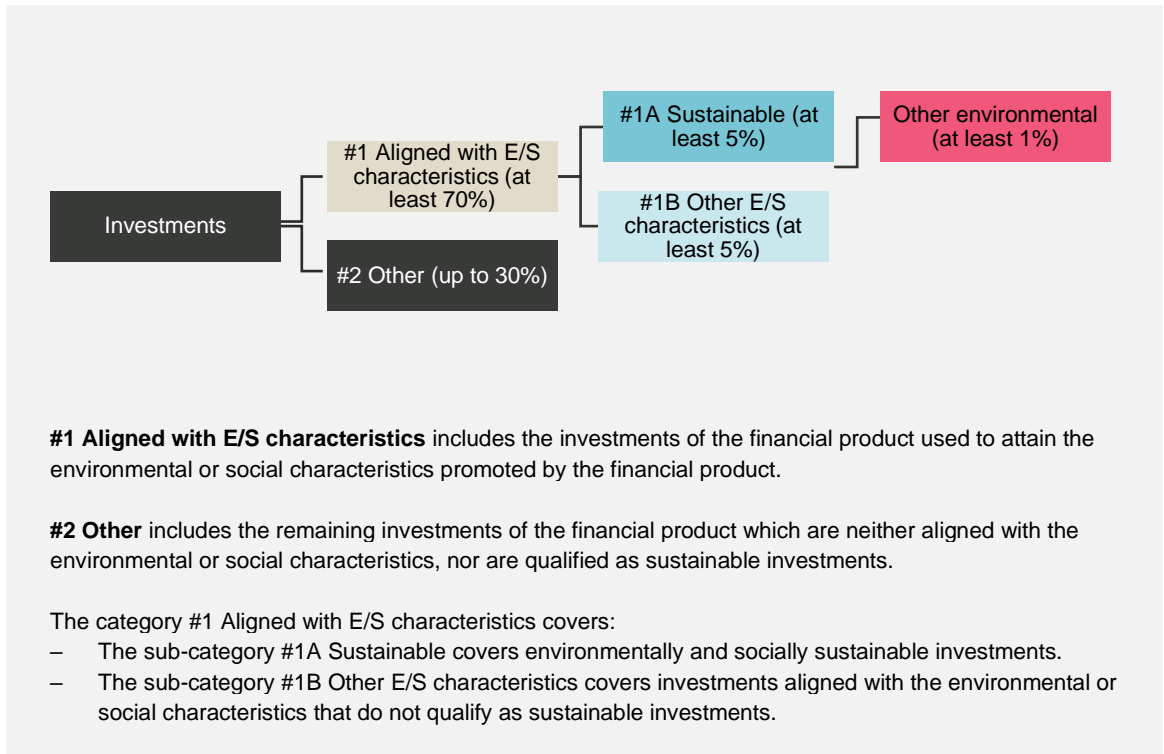 #1A Sustainable (at
least 5%)
Other environmental
(at least 1%)
#1 Aligned with E/S
characteristics (at
least 70%)
#1B Other E/S
characteristics (at
least 5%)
Investments
#2 Other (up to 30%)
#1 Aligned with E/S characteristics includes the investments of the financial product used to attain the
environmental or social characteristics promoted by the financial product.
#2 Other includes the remaining investments of the financial product which are neither aligned with the
environmental or social characteristics, nor are qualified as sustainable investments.
The category #1 Aligned with E/S characteristics covers:
– The sub-category #1A Sustainable covers environmentally and socially sustainable investments.
– The sub-category #1B Other E/S characteristics covers investments aligned with the environmental or
social characteristics that do not qualify as sustainable investments.